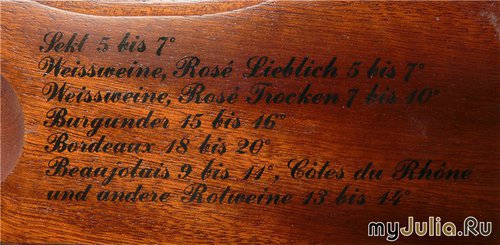 Sekt 5 bis 7°
Weissweine, Rosé Lieblich 5 bis 7°
Weissweine, Rosé Trocken 7 bis 10°
Burgunder 15 bis 16°
Bordeaux 18 bis 20°
Beaujolais 9 bis 11°, Côtes du Rhône
und andere Rotweine 13 bis 14°
myJulia.Ru